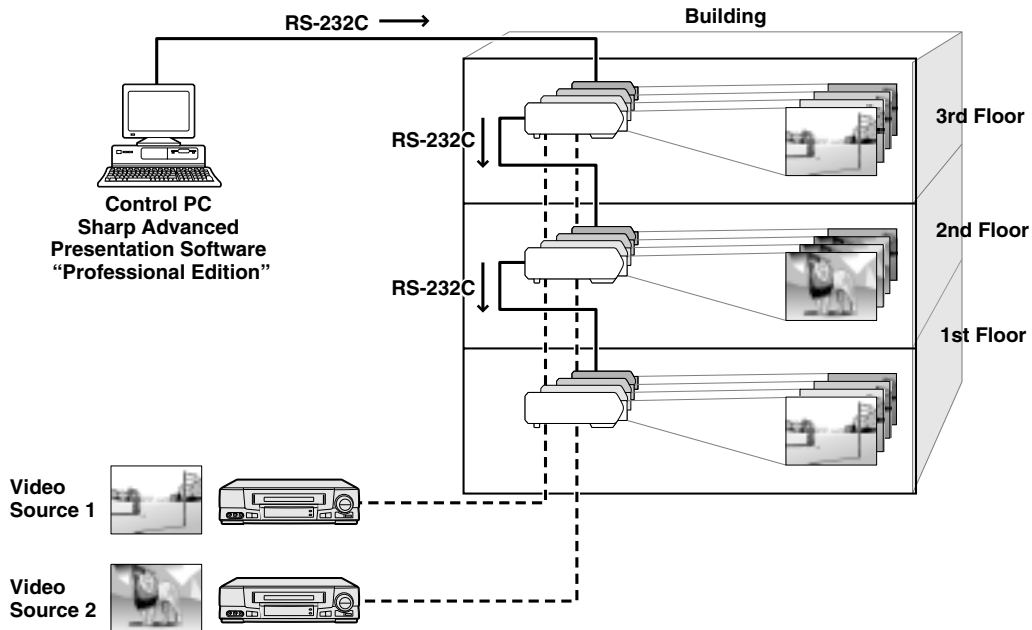 Building
RS-232C
3rd Floor
RS-232C
Control PC
Sharp Advanced
Presentation Software
“Professional Edition”
2nd Floor
RS-232C
1st Floor
Video
Source 1
Video
Source 2